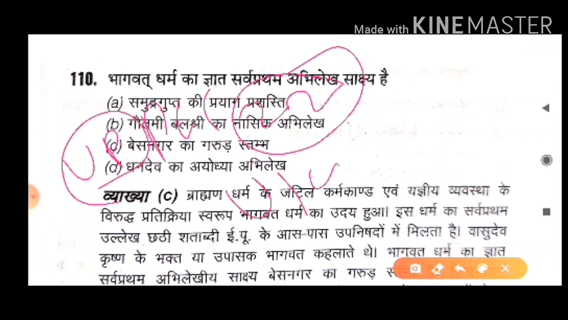 Made with KINEMASTER
110. भागवत् धर्म का ज्ञात सर्वप्रथम अभिलेख साक्ष्य है
(a) समुद्रगुप्त की प्रयाग प्रशस्ति
(b) गौतमी बलश्री का नासिक अभिलेख
(c) बेसनगर का गरुड़ स्तम्भ
(d) धनदेव का अयोध्या अभिलेख
व्याख्या (C) ब्राह्मण धर्म के जटिल कर्मकाण्ड एवं यज्ञीय व्यवस्था के
विरुद्ध प्रतिक्रिया स्वरूप भागवत धर्म का उदय हुआ। इस धर्म का सर्वप्रथम
उल्लेख छठी शताब्दी ई.पू. के आस-पास उपनिषदों में मिलता है। वासुदेव
कृष्ण के भक्त या उपासक भागवत कहलाते थे। भागवत धर्म का ज्ञात
सर्वप्रथम अभिलेखीय साक्ष्य बेसनगर का गरुड़